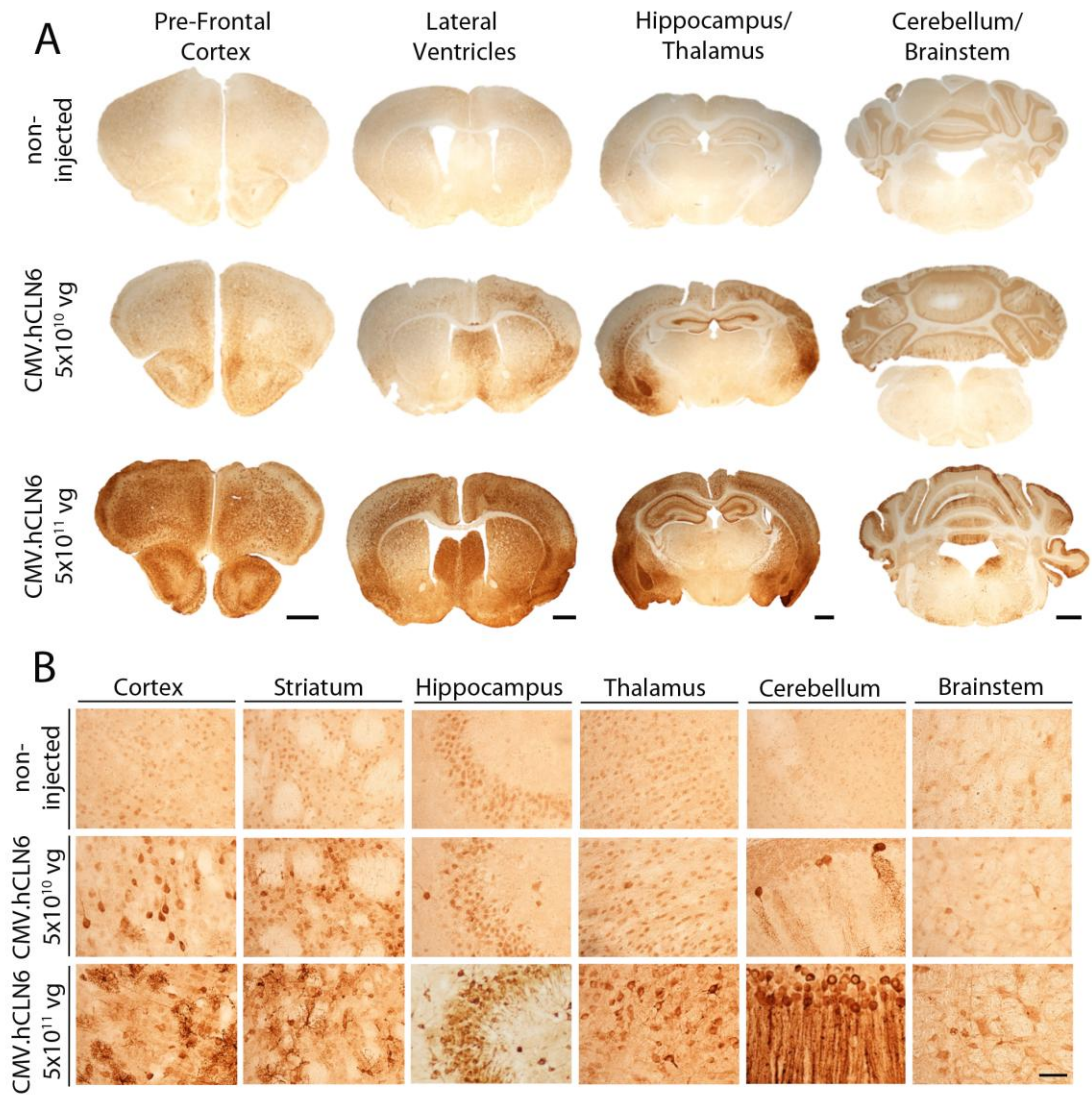 A
Pre-Frontal
Cortex
Lateral
Ventricles
Hippocampus/
Thalamus
Cerebellum/
Brainstem
non-
injected
CMV.hCLN6
5x10¹⁰ vg
CMV.hCLN6
5x10¹¹ vg
B
Cortex
Striatum
Hippocampus
Thalamus
Cerebellum
Brainstem
non-
injected
CMV.hCLN6
5x10¹⁰ vg
CMV.hCLN6
5x10¹¹ vg